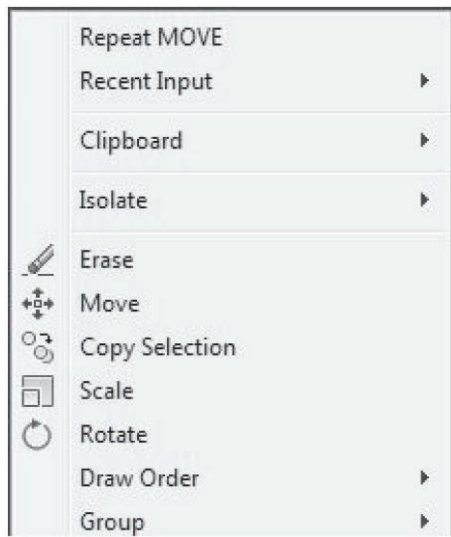 Repeat MOVE
Recent Input
Clipboard
Isolate
Erase
Move
Copy Selection
Scale
Rotate
Draw Order
Group